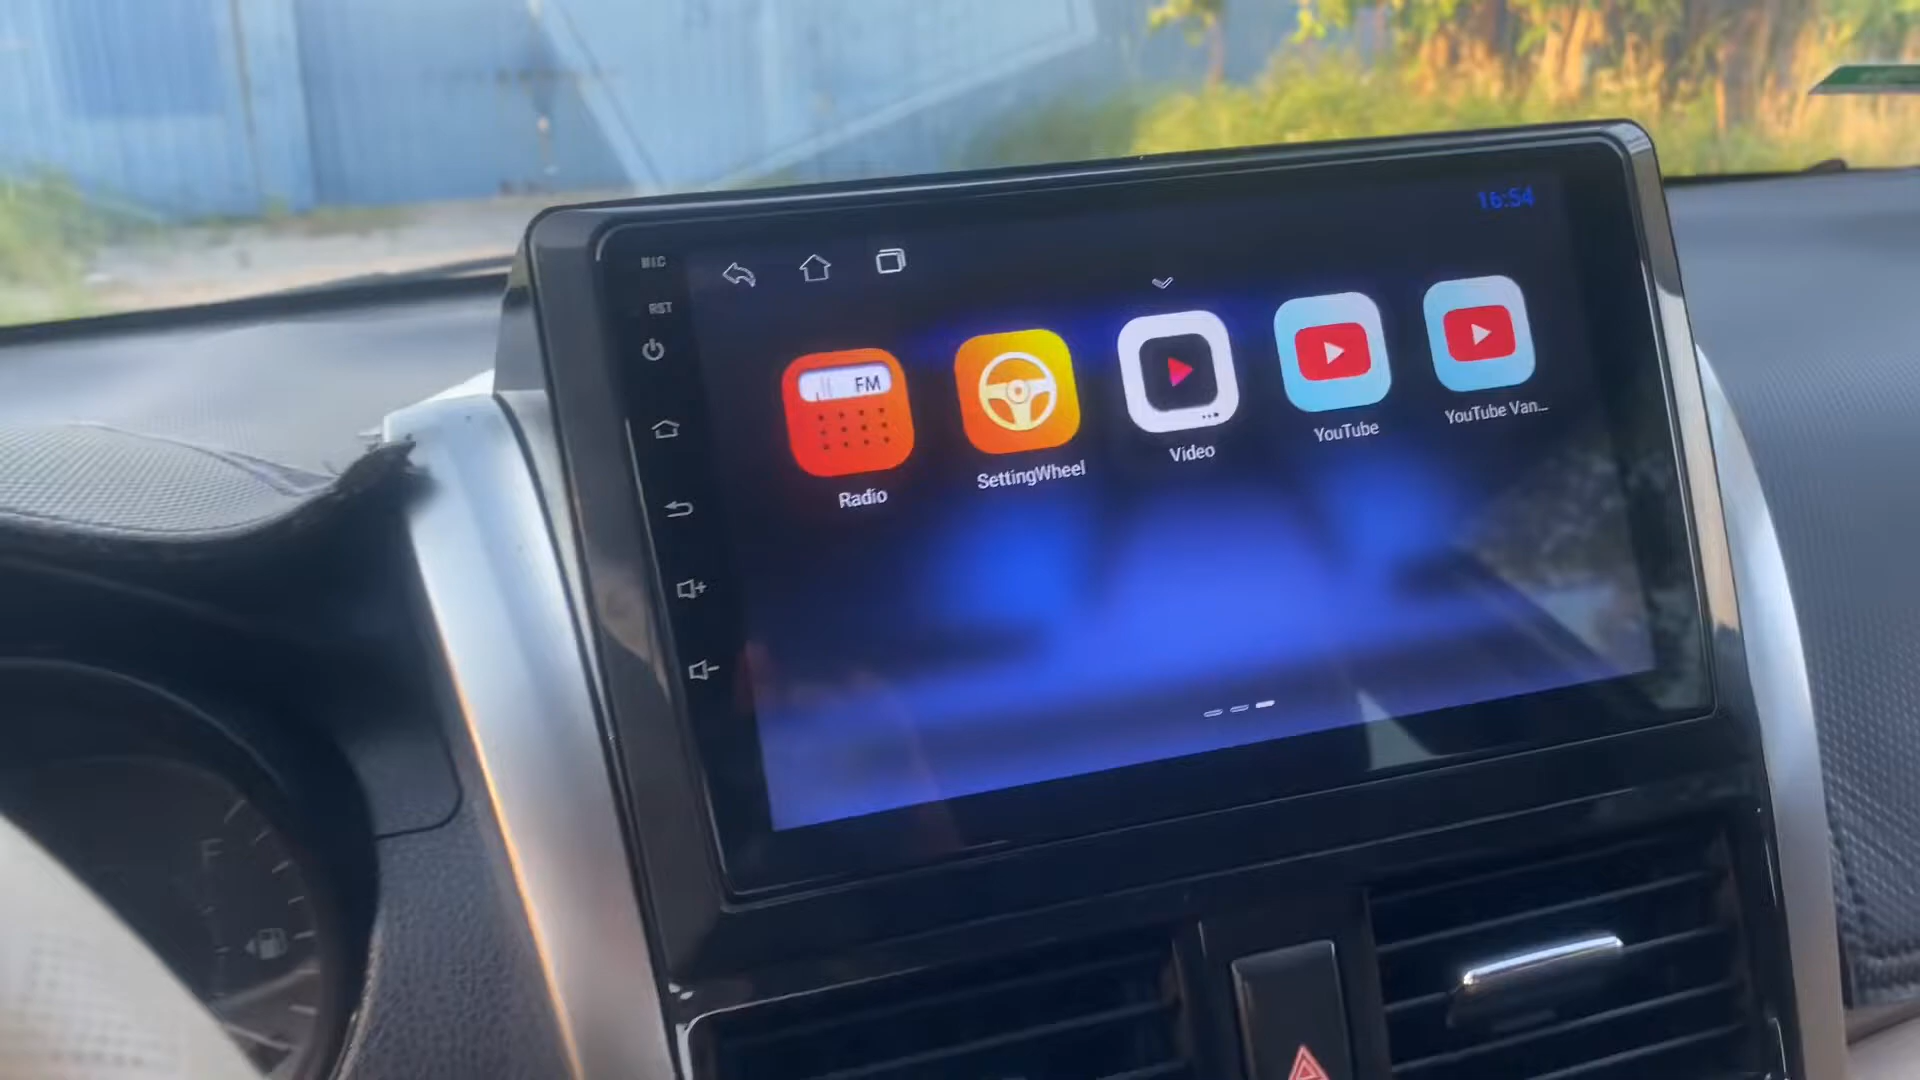 MIC
RST
16:54
FM
Radio
SettingWheel
Video
YouTube
YouTube Van...
F